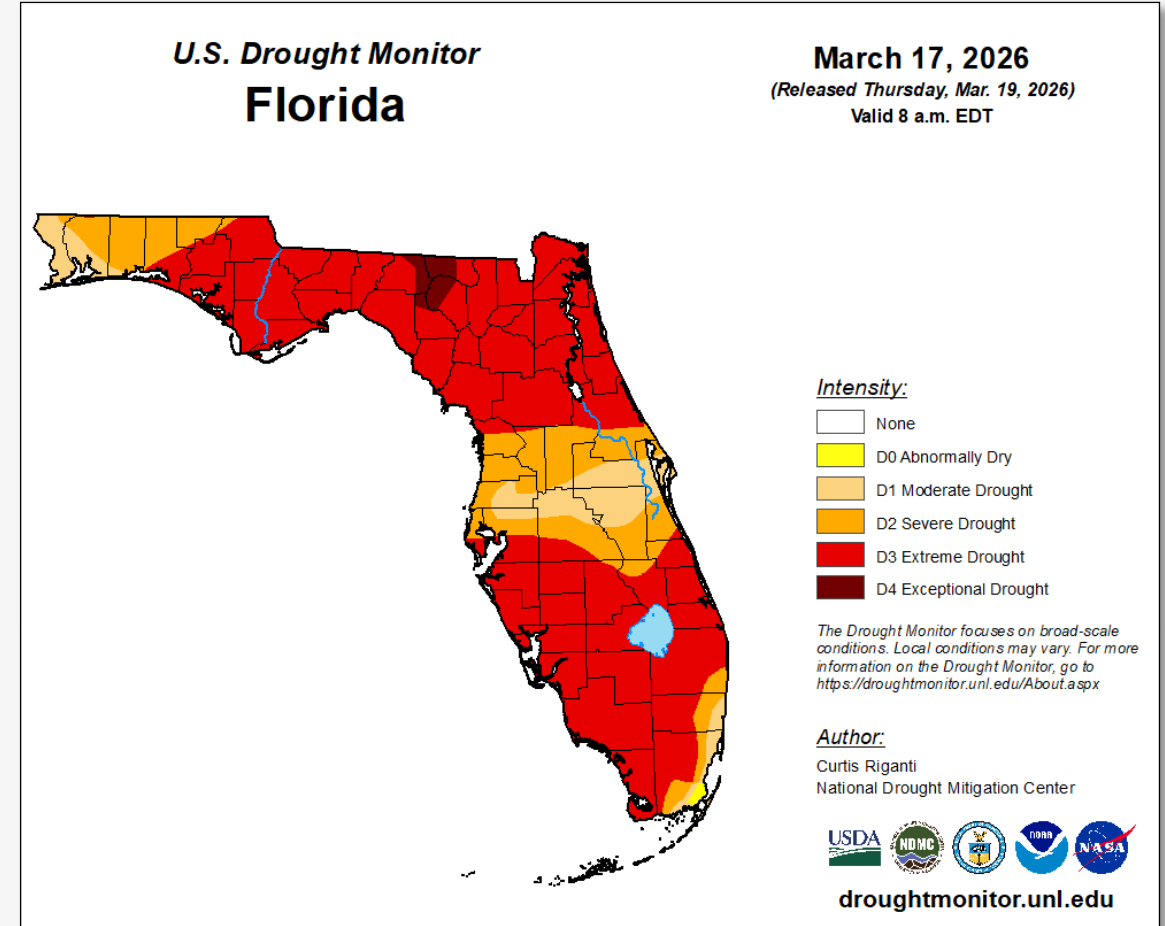 U.S. Drought Monitor
Florida
March 17, 2026
(Released Thursday, Mar. 19, 2026)
Valid 8 a.m. EDT
Intensity:
None
D0 Abnormally Dry
D1 Moderate Drought
D2 Severe Drought
D3 Extreme Drought
D4 Exceptional Drought
The Drought Monitor focuses on broad-scale
conditions. Local conditions may vary. For more
information on the Drought Monitor, go to
https://droughtmonitor.unl.edu/About.aspx
Author:
Curtis Riganti
National Drought Mitigation Center
USDA
NDMC
NOAA
NASA
droughtmonitor.unl.edu